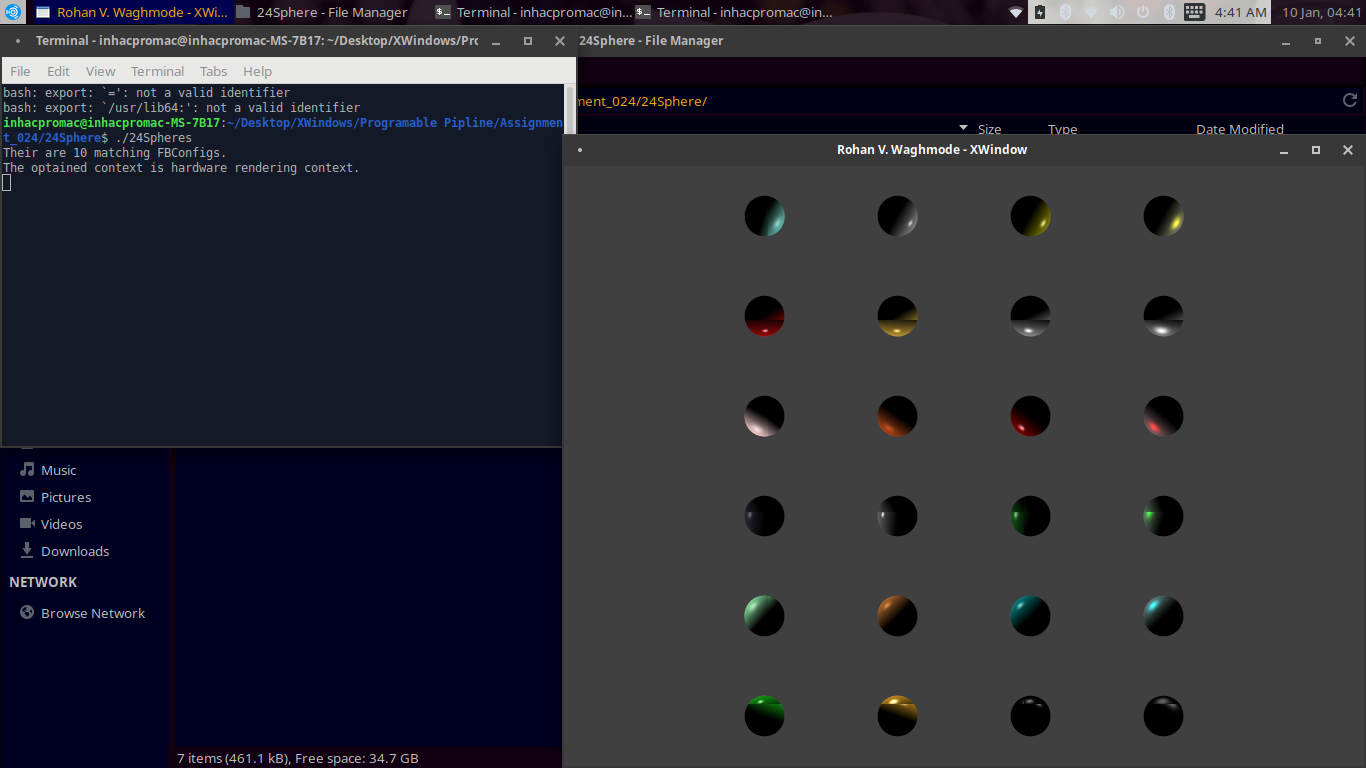 Rohan V. Waghmode - XWi...
24Sphere - File Manager
Terminal - inhacpromac@in...
Terminal - inhacpromac@in...
4:41 AM
10 Jan, 04:41
Terminal - inhacpromac@inhacpromac-MS-7B17: ~/Desktop/XWindows/Prc
24Sphere - File Manager
File Edit View Terminal Tabs Help
bash: export: `=': not a valid identifier
bash: export: `/usr/lib64:': not a valid identifier
inhacpromac@inhacpromac-MS-7B17:~/Desktop/XWindows/Programable Pipline/Assignmen
t_024/24Sphere$ ./24Spheres
Their are 10 matching FBConfigs.
The optained context is hardware rendering context.
ment_024/24Sphere/
Size Type Date Modified
Rohan V. Waghmode - XWindow
Music
Pictures
Videos
Downloads
NETWORK
Browse Network
7 items (461.1 kB), Free space: 34.7 GB